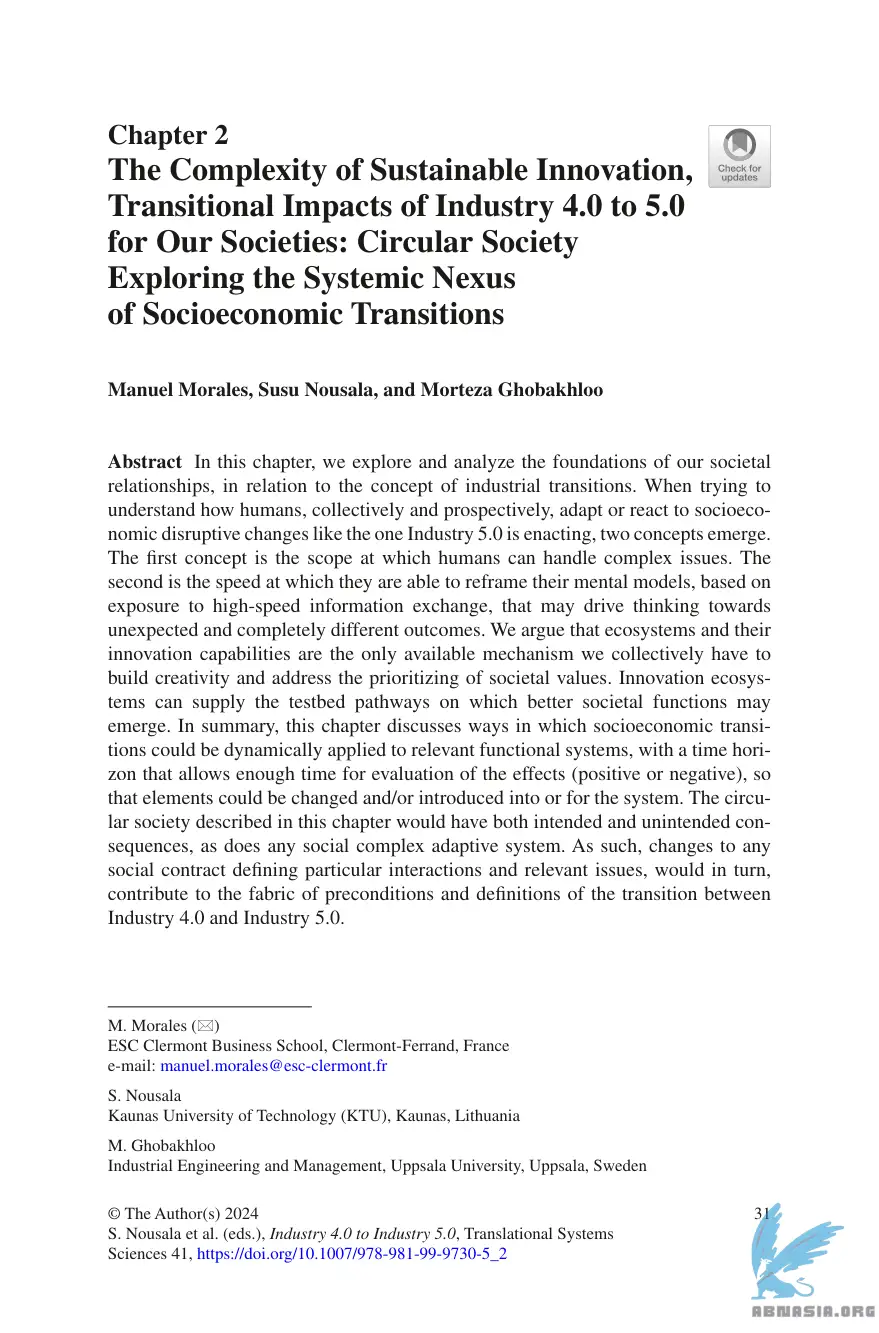 Chapter 2
The Complexity of Sustainable Innovation,
Transitional Impacts of Industry 4.0 to 5.0
for Our Societies: Circular Society
Exploring the Systemic Nexus
of Socioeconomic Transitions
Check for
updates
Manuel Morales, Susu Nousala, and Morteza Ghobakhloo
Abstract In this chapter, we explore and analyze the foundations of our societal
relationships, in relation to the concept of industrial transitions. When trying to
understand how humans, collectively and prospectively, adapt or react to socioeco-
nomic disruptive changes like the one Industry 5.0 is enacting, two concepts emerge.
The first concept is the scope at which humans can handle complex issues. The
second is the speed at which they are able to reframe their mental models, based on
exposure to high-speed information exchange, that may drive thinking towards
unexpected and completely different outcomes. We argue that ecosystems and their
innovation capabilities are the only available mechanism we collectively have to
build creativity and address the prioritizing of societal values. Innovation ecosys-
tems can supply the testbed pathways on which better societal functions may
emerge. In summary, this chapter discusses ways in which socioeconomic transi-
tions could be dynamically applied to relevant functional systems, with a time hori-
zon that allows enough time for evaluation of the effects (positive or negative), so
that elements could be changed and/or introduced into or for the system. The circu-
lar society described in this chapter would have both intended and unintended con-
sequences, as does any social complex adaptive system. As such, changes to any
social contract defining particular interactions and relevant issues, would in turn,
contribute to the fabric of preconditions and definitions of the transition between
Industry 4.0 and Industry 5.0.
M. Morales (✉)
ESC Clermont Business School, Clermont-Ferrand, France
e-mail: manuel.morales@esc-clermont.fr
S. Nousala
Kaunas University of Technology (KTU), Kaunas, Lithuania
M. Ghobakhloo
Industrial Engineering and Management, Uppsala University, Uppsala, Sweden
© The Author(s) 2024
31
S. Nousala et al. (eds.), Industry 4.0 to Industry 5.0, Translational Systems
Sciences 41, https://doi.org/10.1007/978-981-99-9730-5_2
ABNASIA.ORG